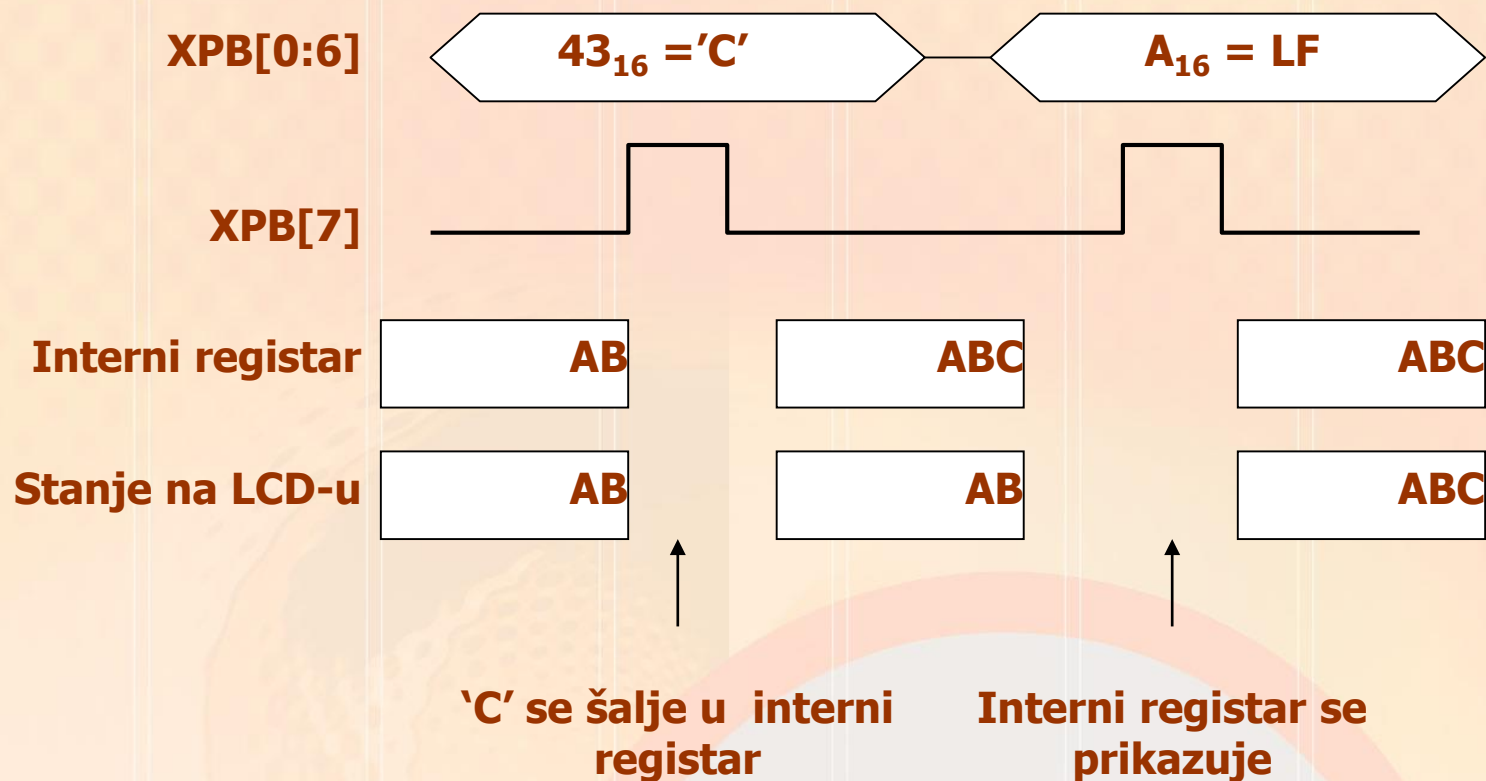 XPB[0:6] 43₁₆ ='C' A₁₆ = LF
XPB[7]
Interni registar AB ABC ABC
Stanje na LCD-u AB AB ABC
‘C’ se šalje u interni
registar
Interni registar se
prikazuje